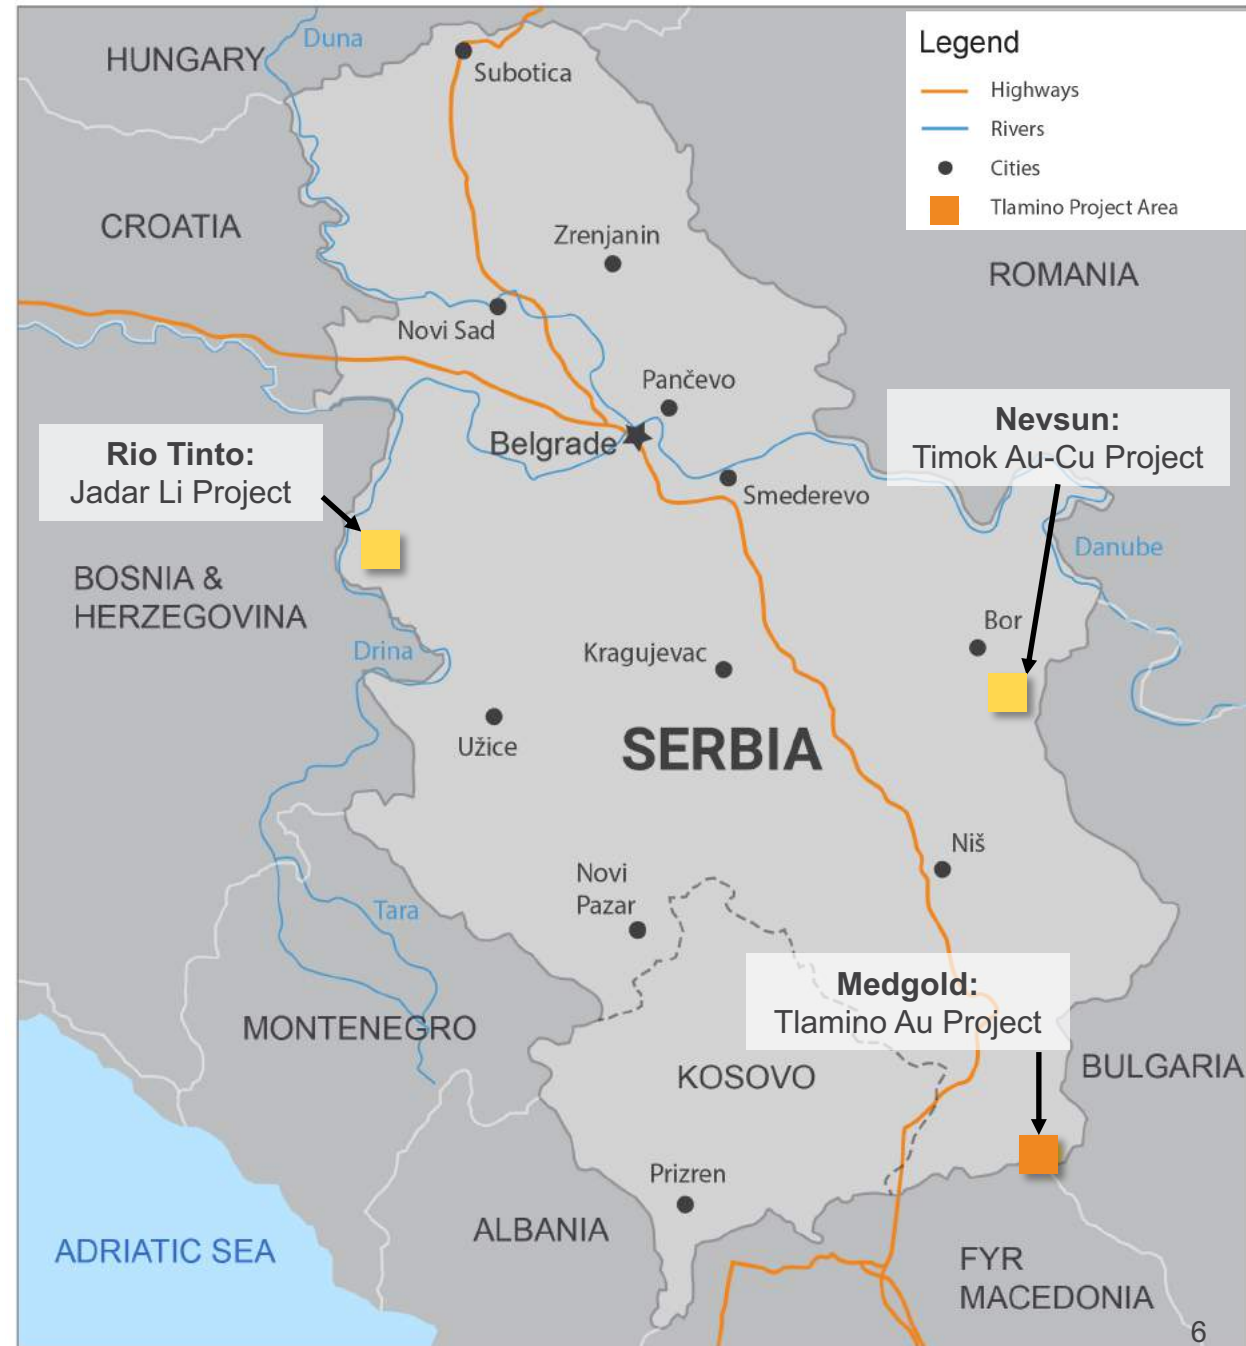 HUNGARY
Duna
Subotica
Legend
Highways
Rivers
Cities
Tlamino Project Area
CROATIA
Zrenjanin
ROMANIA
Novi Sad
Pančevo
Belgrade
Smederevo
Rio Tinto:
Jadar Li Project
Nevsun:
Timok Au-Cu Project
Danube
BOSNIA &
HERZEGOVINA
Drina
Bor
Kragujevac
Užice
SERBIA
Niš
Novi
Pazar
Tara
Medgold:
Tlamino Au Project
MONTENEGRO
KOSOVO
BULGARIA
Prizren
ALBANIA
ADRIATIC SEA
FYR
MACEDONIA
6